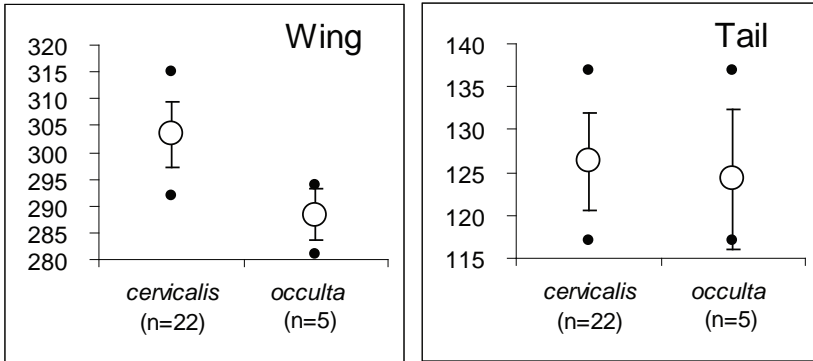 Wing
320
315
310
305
300
295
290
285
280
cervicalis occulta
(n=22) (n=5)
Tail
140
135
130
125
120
115
cervicalis occulta
(n=22) (n=5)